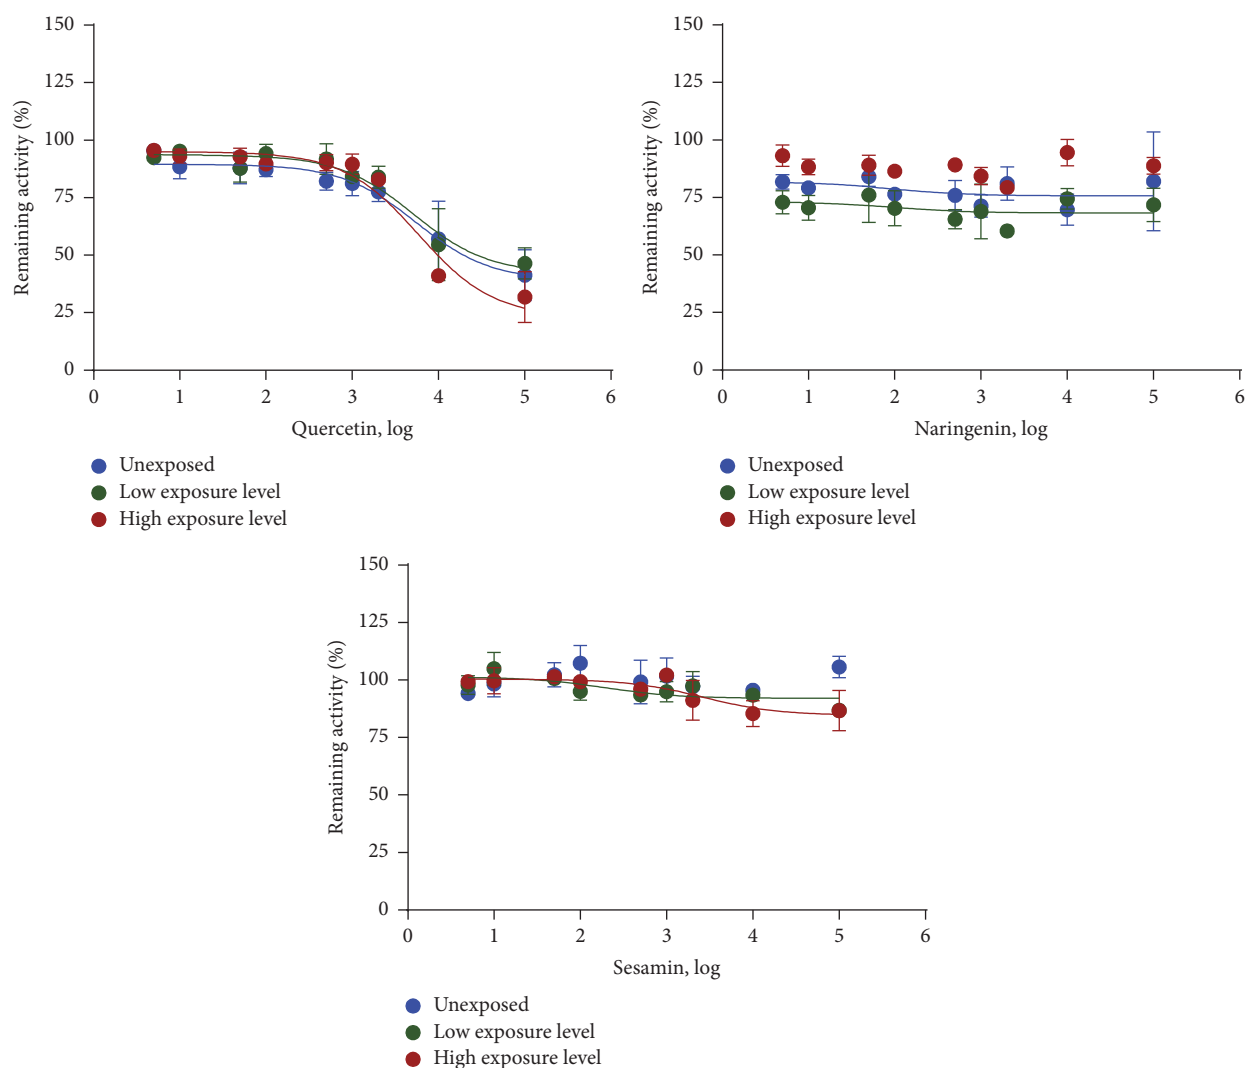 150
125
100
75
50
25
0
Remaining activity (%)
0 1 2 3 4 5 6
Quercetin, log
Unexposed
Low exposure level
High exposure level
150
125
100
75
50
25
0
Remaining activity (%)
0 1 2 3 4 5 6
Naringenin, log
Unexposed
Low exposure level
High exposure level
150
125
100
75
50
25
0
Remaining activity (%)
0 1 2 3 4 5 6
Sesamin, log
Unexposed
Low exposure level
High exposure level